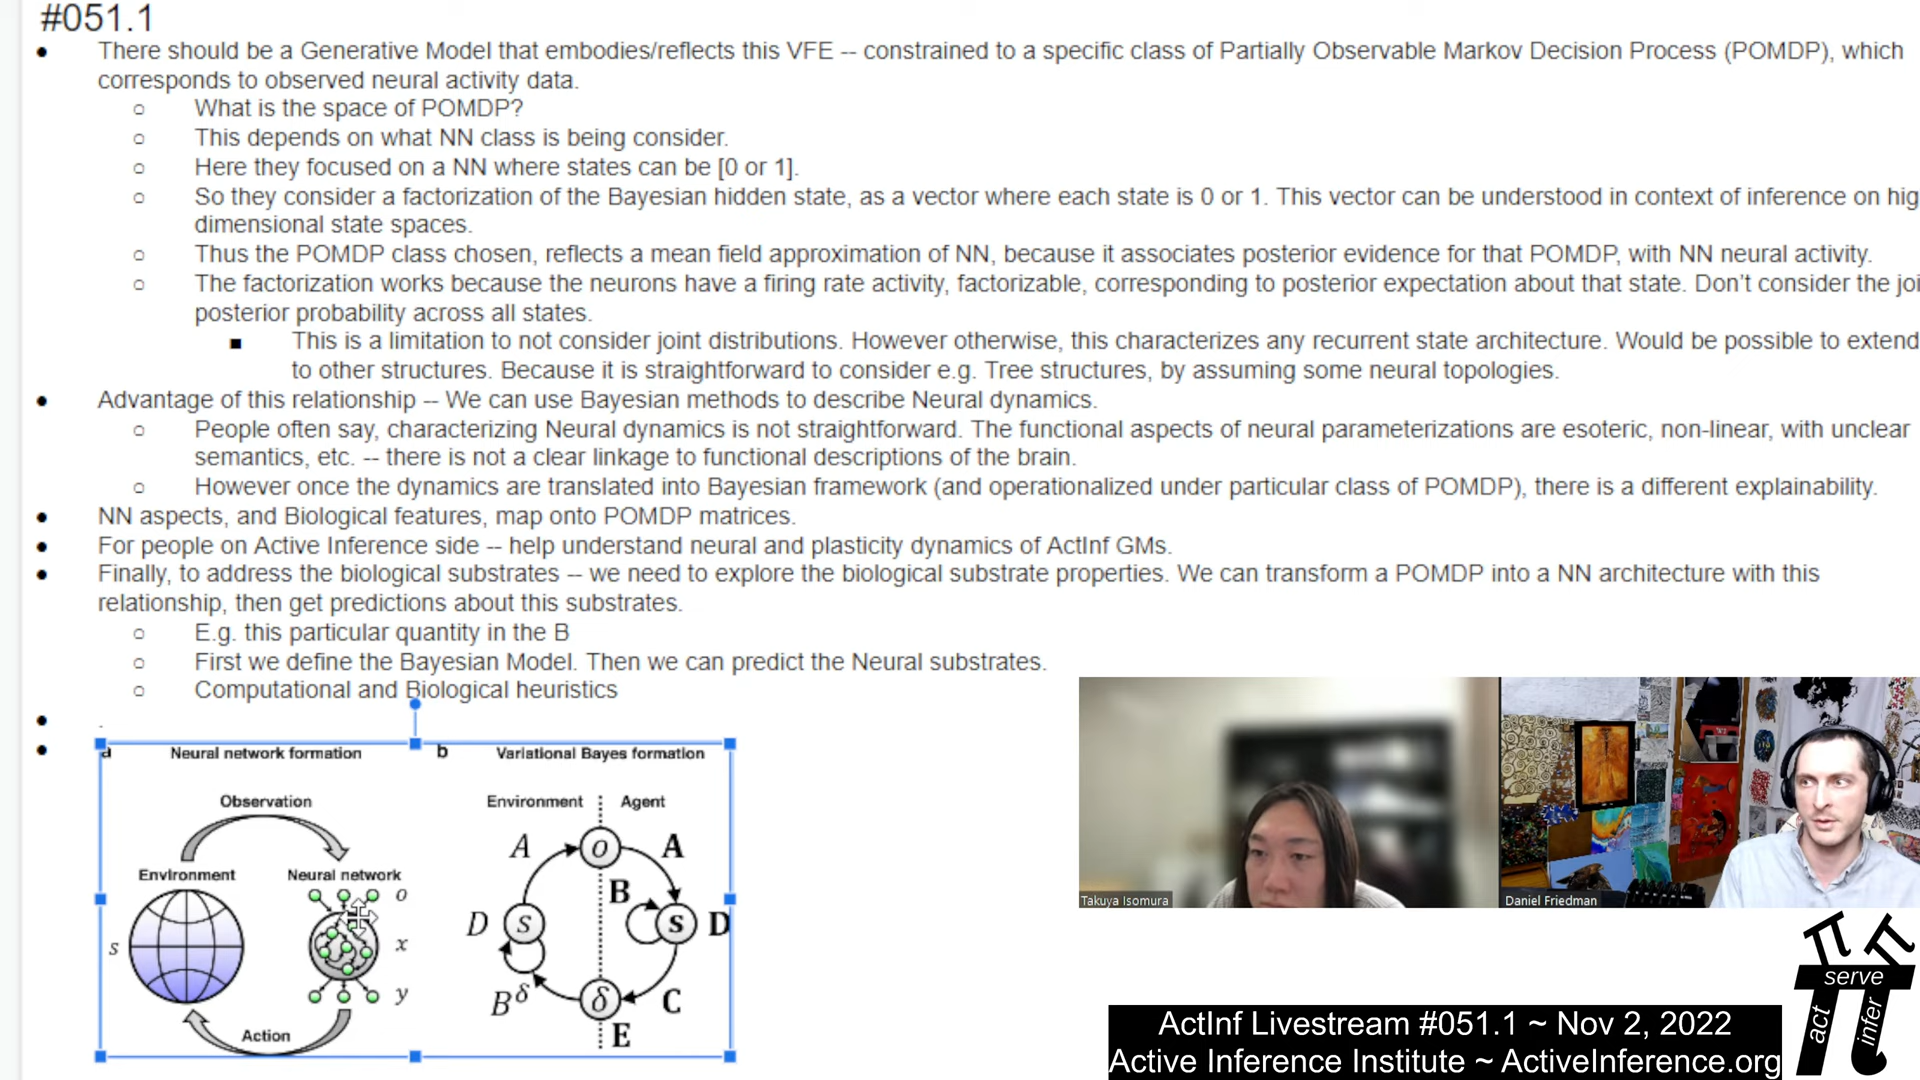 #051.1
• There should be a Generative Model that embodies/reflects this VFE -- constrained to a specific class of Partially Observable Markov Decision Process (POMDP), which
corresponds to observed neural activity data.
○ What is the space of POMDP?
○ This depends on what NN class is being consider.
○ Here they focused on a NN where states can be [0 or 1].
○ So they consider a factorization of the Bayesian hidden state, as a vector where each state is 0 or 1. This vector can be understood in context of inference on hig
dimensional state spaces.
○ Thus the POMDP class chosen, reflects a mean field approximation of NN, because it associates posterior evidence for that POMDP, with NN neural activity.
○ The factorization works because the neurons have a firing rate activity, factorizable, corresponding to posterior expectation about that state. Don't consider the joi
posterior probability across all states.
■ This is a limitation to not consider joint distributions. However otherwise, this characterizes any recurrent state architecture. Would be possible to extend
to other structures. Because it is straightforward to consider e.g. Tree structures, by assuming some neural topologies.
• Advantage of this relationship -- We can use Bayesian methods to describe Neural dynamics.
○ People often say, characterizing Neural dynamics is not straightforward. The functional aspects of neural parameterizations are esoteric, non-linear, with unclear
semantics, etc. -- there is not a clear linkage to functional descriptions of the brain.
○ However once the dynamics are translated into Bayesian framework (and operationalized under particular class of POMDP), there is a different explainability.
• NN aspects, and Biological features, map onto POMDP matrices.
• For people on Active Inference side -- help understand neural and plasticity dynamics of ActInf GMs.
• Finally, to address the biological substrates -- we need to explore the biological substrate properties. We can transform a POMDP into a NN architecture with this
relationship, then get predictions about this substrates.
○ E.g. this particular quantity in the B
○ First we define the Bayesian Model. Then we can predict the Neural substrates.
○ Computational and Biological heuristics
• .
•
a Neural network formation b Variational Bayes formation
Observation Environment Agent
A o A
Environment Neural network o
B
s x D s s D
y B^δ δ C
Action E
Takuya Isomura
Daniel Friedman
serve
act
infer
ActInf Livestream #051.1 ~ Nov 2, 2022
Active Inference Institute ~ ActiveInference.org